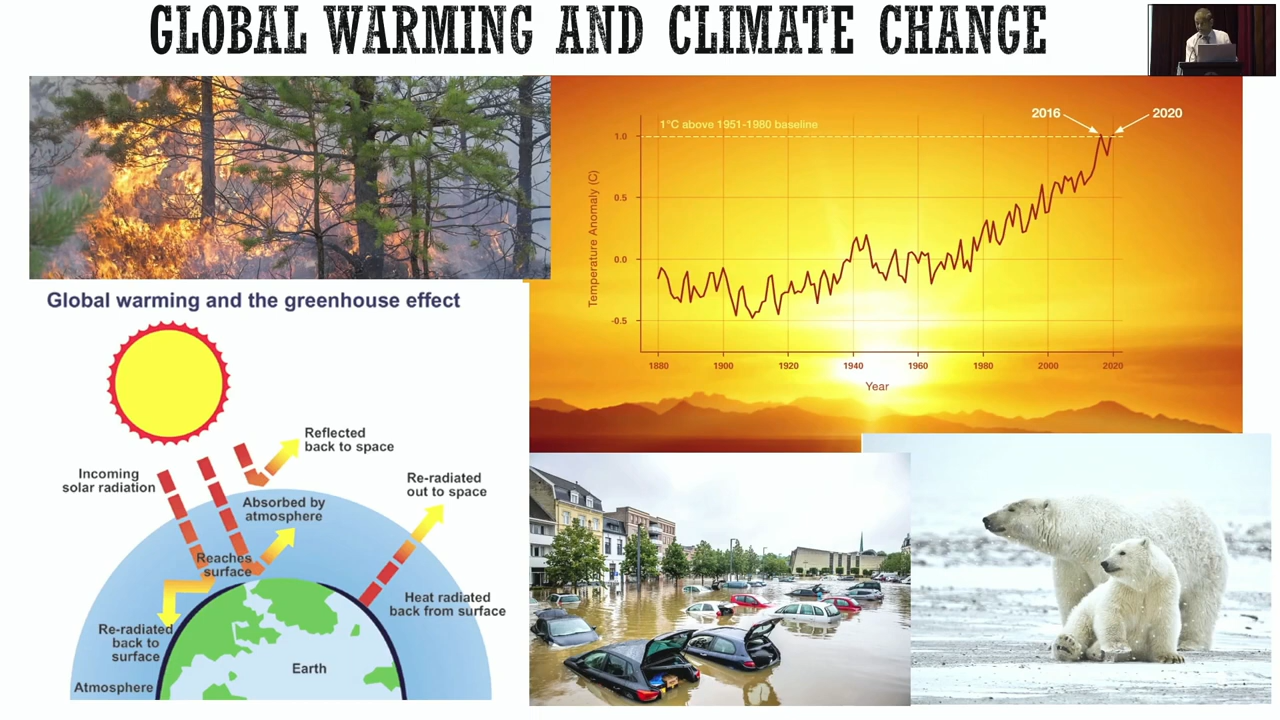 GLOBAL WARMING AND CLIMATE CHANGE
2016
2020
1°C above 1951-1980 baseline
1.0
0.5
0.0
-0.5
Temperature Anomaly (C)
1880
1900
1920
1940
1960
1980
2000
2020
Year
Global warming and the greenhouse effect
Reflected
back to space
Incoming
solar radiation
Re-radiated
out to space
Absorbed by
atmosphere
Reaches
surface
Heat radiated
back from surface
Re-radiated
back to
surface
Earth
Atmosphere